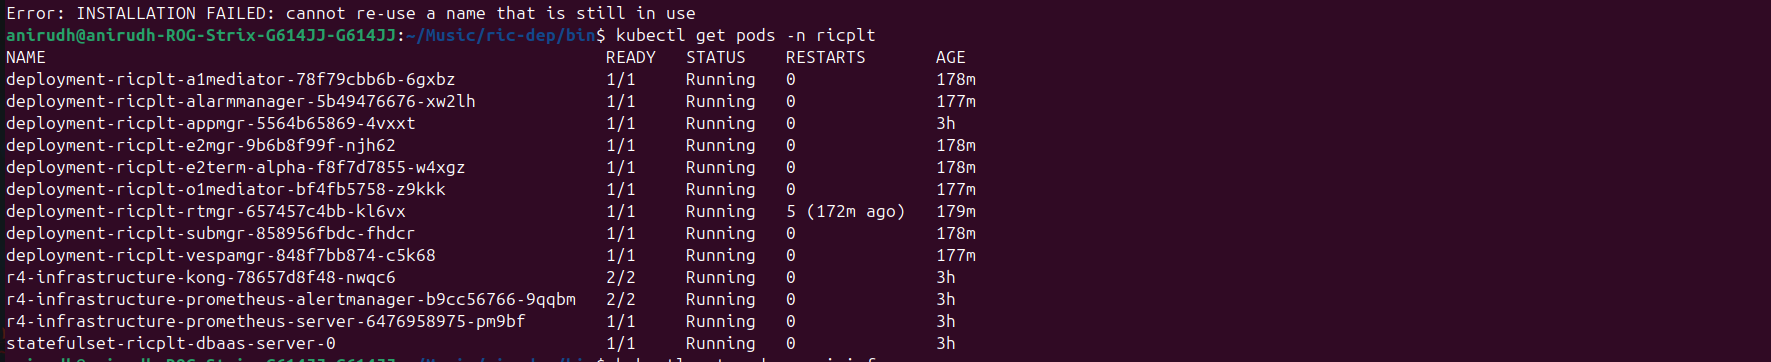 Error: INSTALLATION FAILED: cannot re-use a name that is still in use
anirudh@anirudh-ROG-Strix-G614JJ-G614JJ:~/Music/ric-dep/bin$ kubectl get pods -n ricplt
NAME READY STATUS RESTARTS AGE
deployment-ricplt-a1mediator-78f79cbb6b-6gxbz 1/1 Running 0 178m
deployment-ricplt-alarmmanager-5b49476676-xw2lh 1/1 Running 0 177m
deployment-ricplt-appmgr-5564b65869-4vxxt 1/1 Running 0 3h
deployment-ricplt-e2mgr-9b6b8f99f-njh62 1/1 Running 0 178m
deployment-ricplt-e2term-alpha-f8f7d7855-w4xgz 1/1 Running 0 178m
deployment-ricplt-o1mediator-bf4fb5758-z9kkk 1/1 Running 0 177m
deployment-ricplt-rtmgr-657457c4bb-kl6vx 1/1 Running 5 (172m ago) 179m
deployment-ricplt-submgr-858956fbdc-fhdcr 1/1 Running 0 178m
deployment-ricplt-vespamgr-848f7bb874-c5k68 1/1 Running 0 177m
r4-infrastructure-kong-78657d8f48-nwqc6 2/2 Running 0 3h
r4-infrastructure-prometheus-alertmanager-b9cc56766-9qqbm 2/2 Running 0 3h
r4-infrastructure-prometheus-server-6476958975-pm9bf 1/1 Running 0 3h
statefulset-ricplt-dbaas-server-0 1/1 Running 0 3h